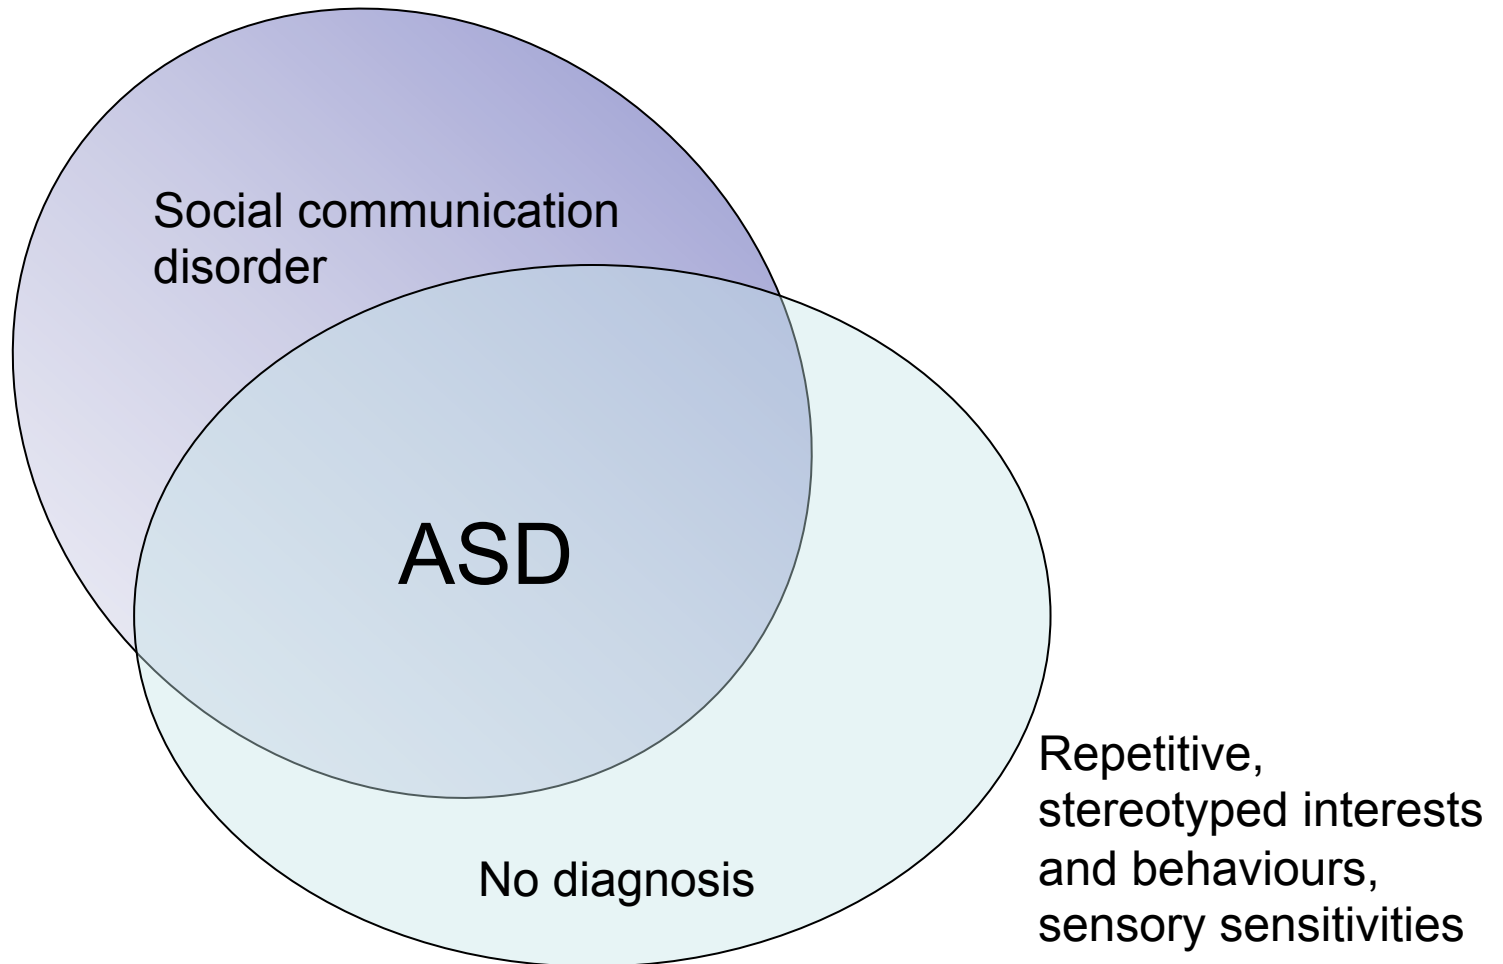 Social communication
disorder
ASD
Repetitive,
stereotyped interests
and behaviours,
sensory sensitivities
No diagnosis